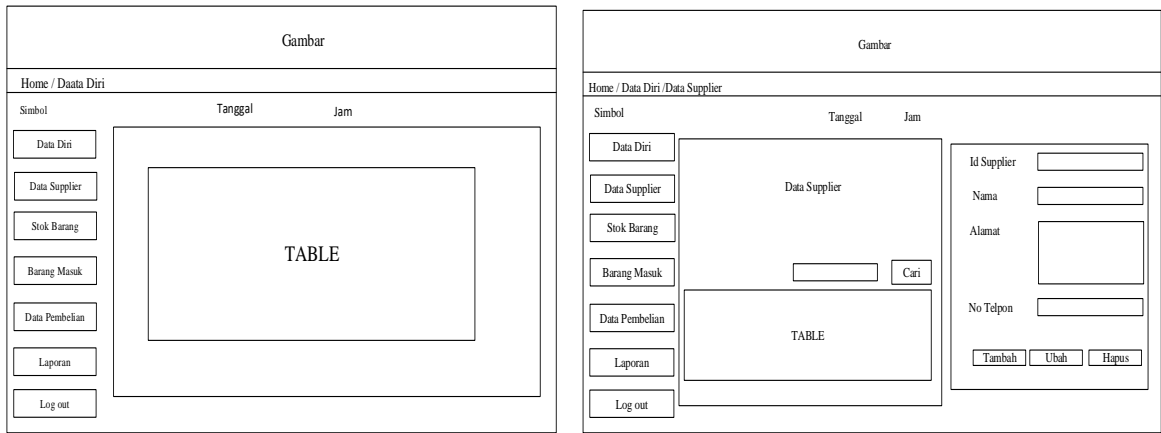 Gambar
Home / Daata Diri
Simbol
Tanggal
Jam
Data Diri
Data Supplier
Stok Barang
Barang Masuk
Data Pembelian
Laporan
Log out
TABLE
Gambar
Home / Data Diri /Data Supplier
Simbol
Tanggal
Jam
Data Diri
Data Supplier
Stok Barang
Barang Masuk
Data Pembelian
Laporan
Log out
Data Supplier
Cari
TABLE
Id Supplier
Nama
Alamat
No Telpon
Tambah
Ubah
Hapus